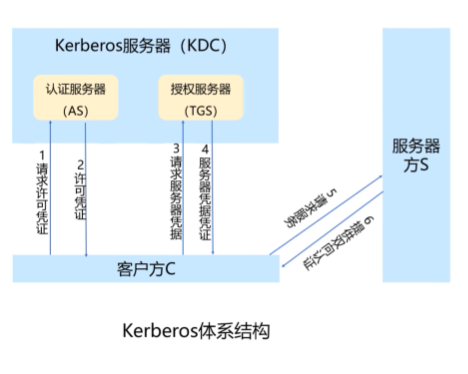 Kerberos服务器（KDC）
认证服务器
（AS）
授权服务器
（TGS）
服务器
方S
1请求许可凭证
2许可凭证
3请求服务器凭据
4服务器凭据凭证
5请求服务
6提供双向认证
客户方C
Kerberos体系结构